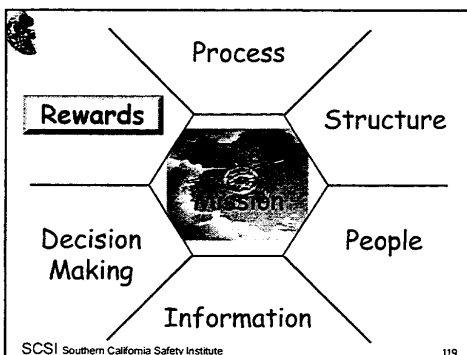 Process
Rewards
Structure
Mission
Decision
Making
People
Information
SCSI Southern California Safety Institute
119